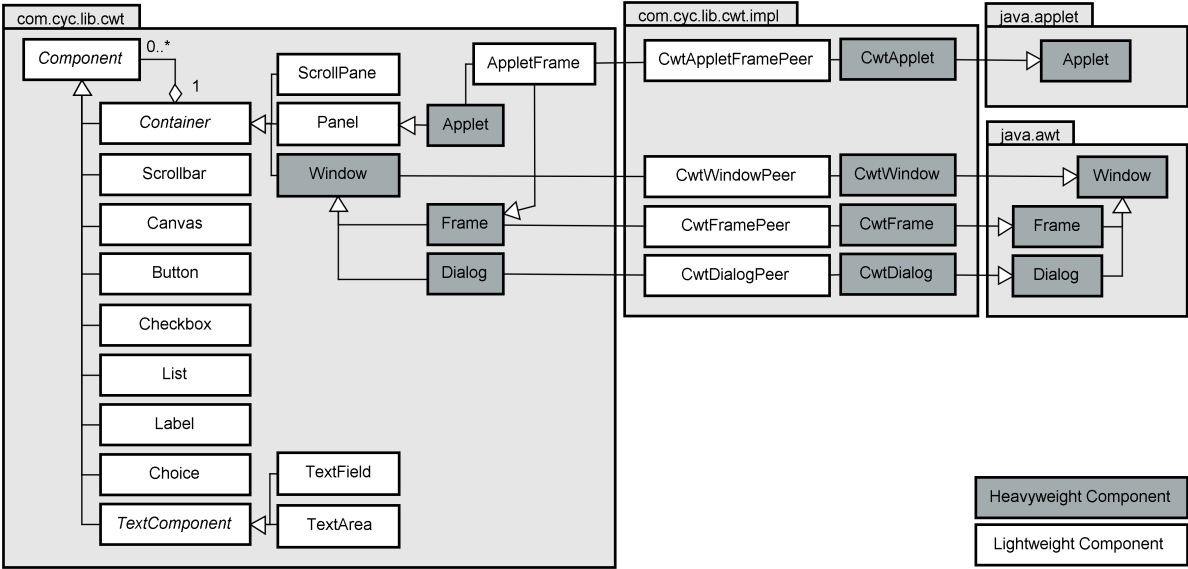 com.cyc.lib.cwt
com.cyc.lib.cwt.impl
java.applet
Component
0..*
1
ScrollPane
AppletFrame
CwtAppletFramePeer
CwtApplet
Applet
Container
Panel
Applet
java.awt
Scrollbar
Window
CwtWindowPeer
CwtWindow
Window
Canvas
Frame
CwtFramePeer
CwtFrame
Frame
Button
Dialog
CwtDialogPeer
CwtDialog
Dialog
Checkbox
List
Label
Choice
TextField
TextComponent
TextArea
Heavyweight Component
Lightweight Component